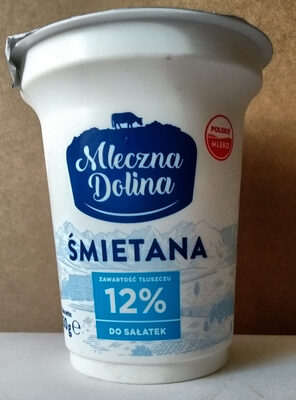 Mleczna
Dolina
POLSKIE
MLEKO
ŚMIETANA
ZAWARTOŚĆ TŁUSZCZU
12%
DO SAŁATEK